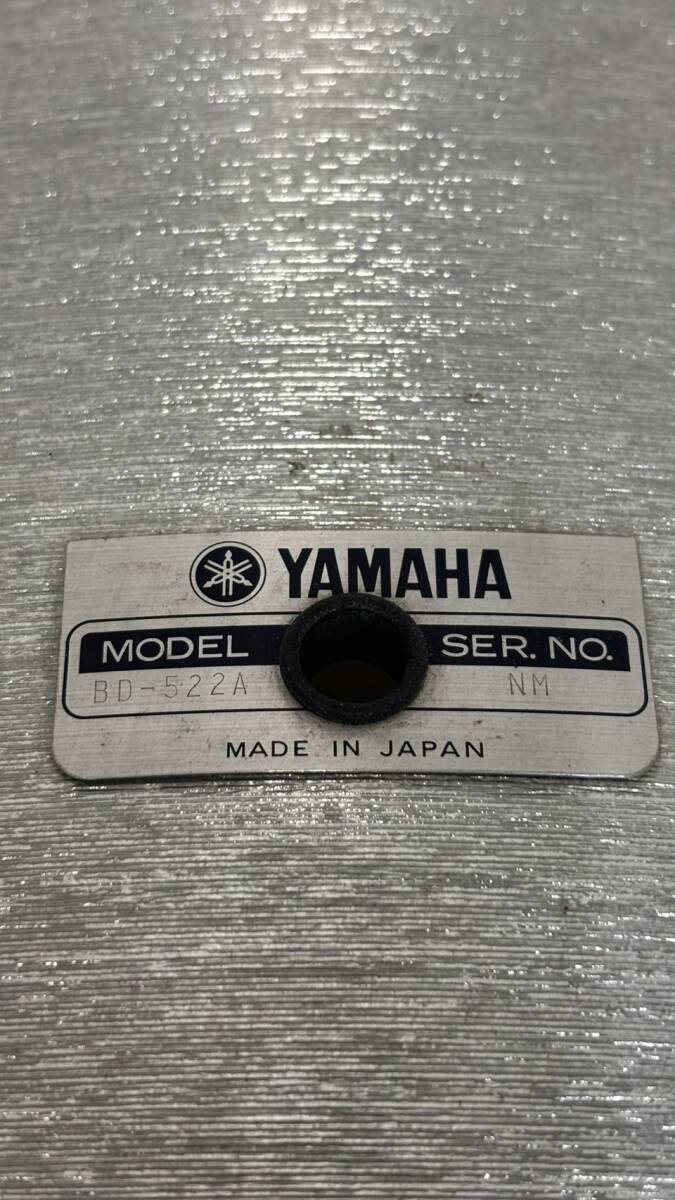 YAMAHA
MODEL SER. NO.
BD-522A NM
MADE IN JAPAN